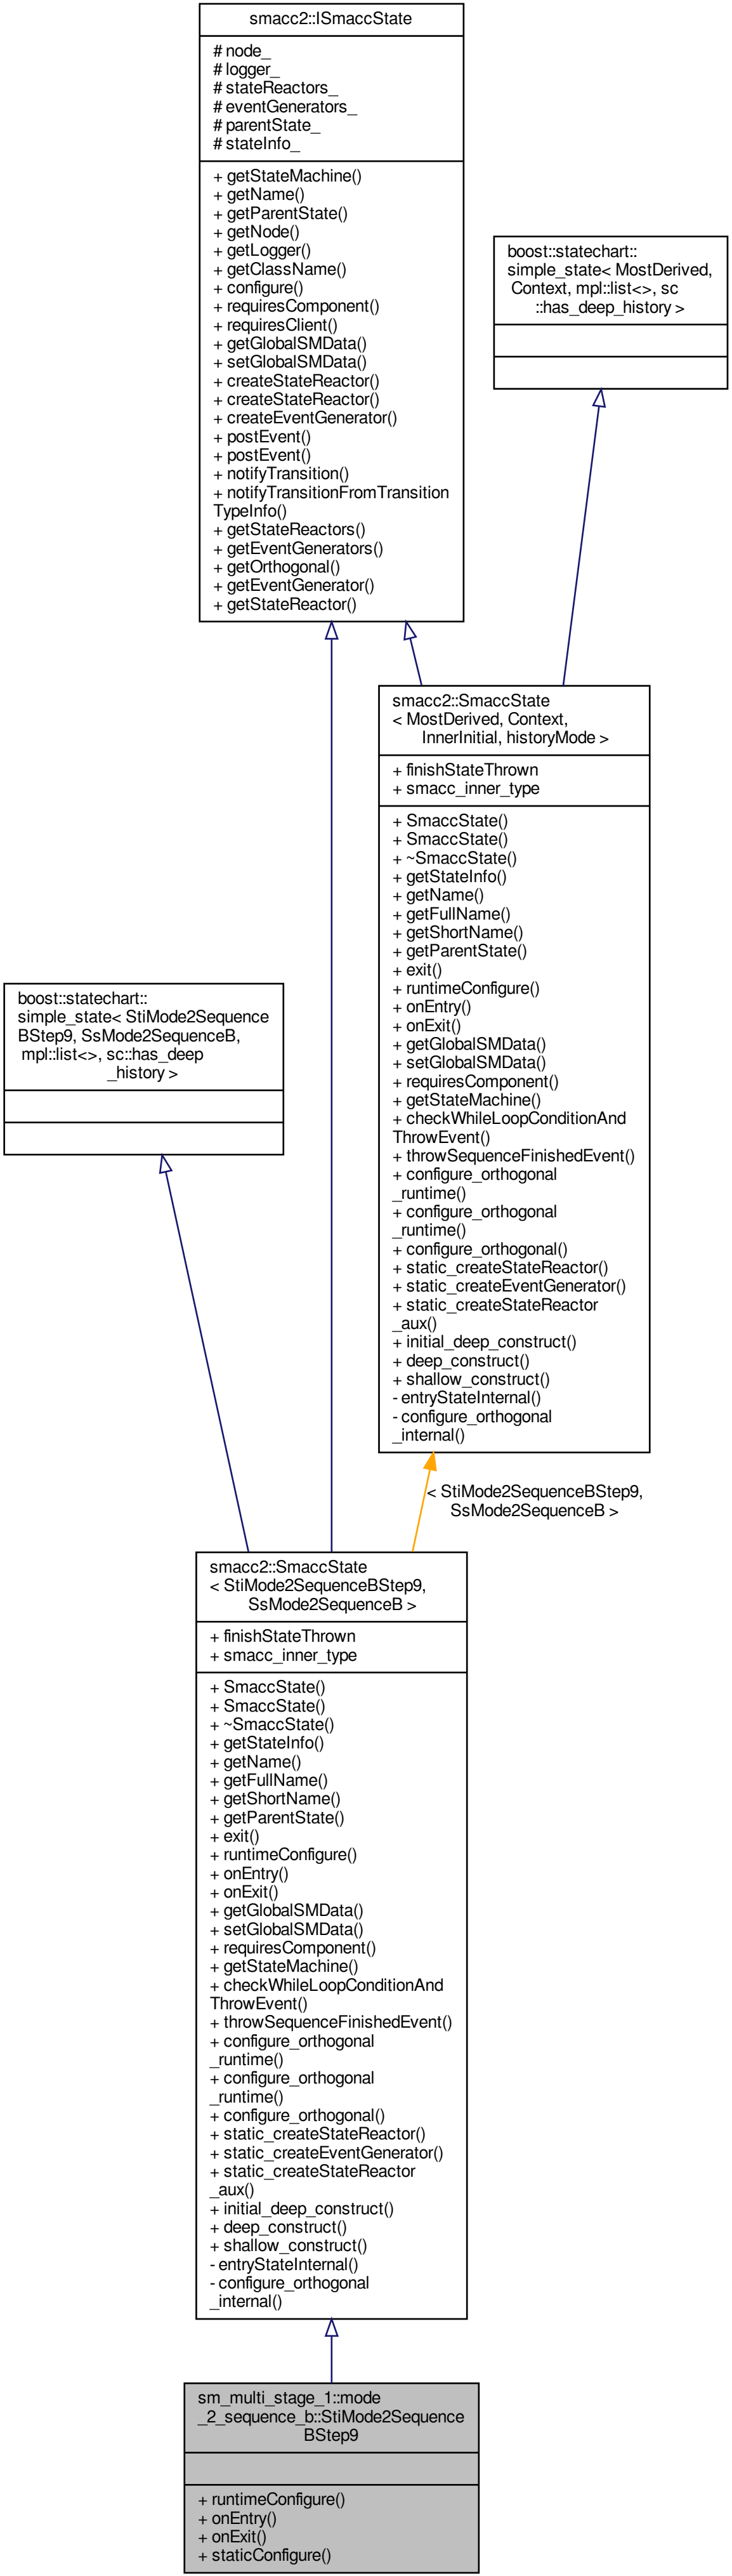 smacc2::ISmaccState
# node_
# logger_
# stateReactors_
# eventGenerators_
# parentState_
# stateInfo_
+ getStateMachine()
+ getName()
+ getParentState()
+ getNode()
+ getLogger()
+ getClassName()
+ configure()
+ requiresComponent()
+ requiresClient()
+ getGlobalSMData()
+ setGlobalSMData()
+ createStateReactor()
+ createStateReactor()
+ createEventGenerator()
+ postEvent()
+ postEvent()
+ notifyTransition()
+ notifyTransitionFromTransition
TypeInfo()
+ getStateReactors()
+ getEventGenerators()
+ getOrthogonal()
+ getEventGenerator()
+ getStateReactor()
boost::statechart::
simple_state< MostDerived,
Context, mpl::list<>, sc
::has_deep_history >
smacc2::SmaccState
< MostDerived, Context,
InnerInitial, historyMode >
+ finishStateThrown
+ smacc_inner_type
+ SmaccState()
+ SmaccState()
+ ~SmaccState()
+ getStateInfo()
+ getName()
+ getFullName()
+ getShortName()
+ getParentState()
+ exit()
+ runtimeConfigure()
+ onEntry()
+ onExit()
+ getGlobalSMData()
+ setGlobalSMData()
+ requiresComponent()
+ getStateMachine()
+ checkWhileLoopConditionAnd
ThrowEvent()
+ throwSequenceFinishedEvent()
+ configure_orthogonal
_runtime()
+ configure_orthogonal
_runtime()
+ configure_orthogonal()
+ static_createStateReactor()
+ static_createEventGenerator()
+ static_createStateReactor
_aux()
+ initial_deep_construct()
+ deep_construct()
+ shallow_construct()
- entryStateInternal()
- configure_orthogonal
_internal()
boost::statechart::
simple_state< StiMode2Sequence
BStep9, SsMode2SequenceB,
mpl::list<>, sc::has_deep
_history >
< StiMode2SequenceBStep9,
SsMode2SequenceB >
smacc2::SmaccState
< StiMode2SequenceBStep9,
SsMode2SequenceB >
+ finishStateThrown
+ smacc_inner_type
+ SmaccState()
+ SmaccState()
+ ~SmaccState()
+ getStateInfo()
+ getName()
+ getFullName()
+ getShortName()
+ getParentState()
+ exit()
+ runtimeConfigure()
+ onEntry()
+ onExit()
+ getGlobalSMData()
+ setGlobalSMData()
+ requiresComponent()
+ getStateMachine()
+ checkWhileLoopConditionAnd
ThrowEvent()
+ throwSequenceFinishedEvent()
+ configure_orthogonal
_runtime()
+ configure_orthogonal
_runtime()
+ configure_orthogonal()
+ static_createStateReactor()
+ static_createEventGenerator()
+ static_createStateReactor
_aux()
+ initial_deep_construct()
+ deep_construct()
+ shallow_construct()
- entryStateInternal()
- configure_orthogonal
_internal()
sm_multi_stage_1::mode
_2_sequence_b::StiMode2Sequence
BStep9
+ runtimeConfigure()
+ onEntry()
+ onExit()
+ staticConfigure()